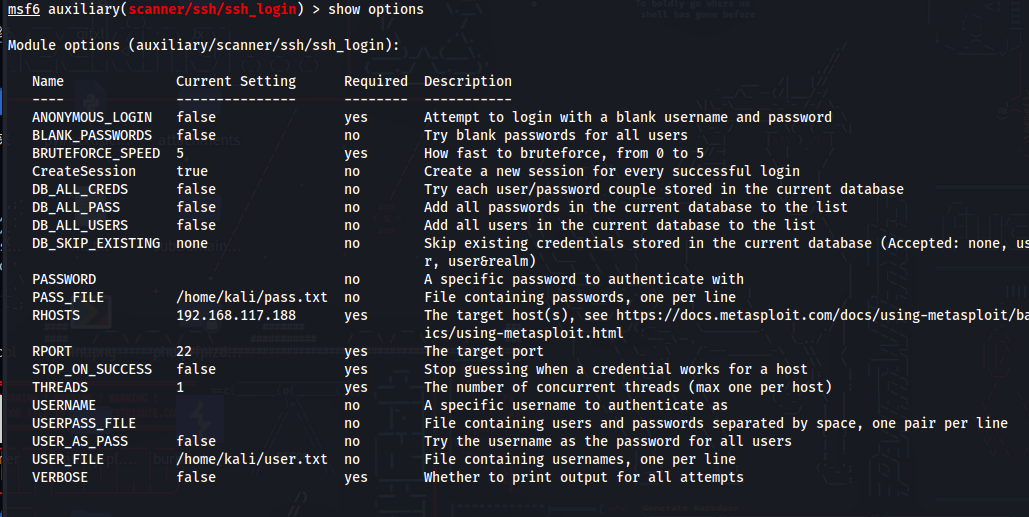 msf6 auxiliary(scanner/ssh/ssh_login) > show options
Module options (auxiliary/scanner/ssh/ssh_login):
Name Current Setting Required Description
---- --------------- -------- -----------
ANONYMOUS_LOGIN false yes Attempt to login with a blank username and password
BLANK_PASSWORDS false no Try blank passwords for all users
BRUTEFORCE_SPEED 5 yes How fast to bruteforce, from 0 to 5
CreateSession true no Create a new session for every successful login
DB_ALL_CREDS false no Try each user/password couple stored in the current database
DB_ALL_PASS false no Add all passwords in the current database to the list
DB_ALL_USERS false no Add all users in the current database to the list
DB_SKIP_EXISTING none no Skip existing credentials stored in the current database (Accepted: none, us
r, user&realm)
PASSWORD no A specific password to authenticate with
PASS_FILE /home/kali/pass.txt no File containing passwords, one per line
RHOSTS 192.168.117.188 yes The target host(s), see https://docs.metasploit.com/docs/using-metasploit/ba
ics/using-metasploit.html
RPORT 22 yes The target port
STOP_ON_SUCCESS false yes Stop guessing when a credential works for a host
THREADS 1 yes The number of concurrent threads (max one per host)
USERNAME no A specific username to authenticate as
USERPASS_FILE no File containing users and passwords separated by space, one pair per line
USER_AS_PASS false no Try the username as the password for all users
USER_FILE /home/kali/user.txt no File containing usernames, one per line
VERBOSE false yes Whether to print output for all attempts